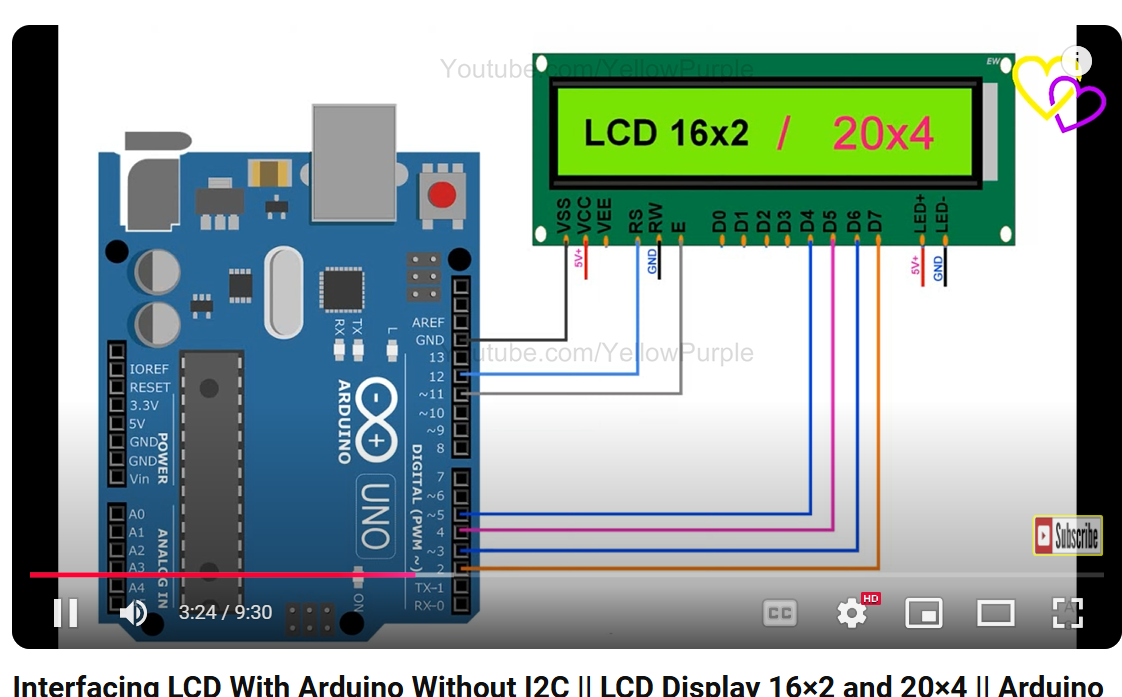 Youtube.com/YellowPurple
EW
i
LCD 16x2 / 20x4
VSS VCC VEE RS RW E D0 D1 D2 D3 D4 D5 D6 D7 LED+ LED-
5V+ GND 5V+ GND
AREF
GND
13
12
~11
~10
~9
8
7
~6
~5
4
~3
2
TX-1
RX-0
DIGITAL (PWM ~)
utube.com/YellowPurple
RX TX L
ARDUINO
UNO
ON
IOREF
RESET
3.3V
5V
GND
GND
Vin
POWER
A0
A1
A2
A3
A4
ANALOG IN
Subscribe
3:24 / 9:30
CC
HD
Interfacing LCD With Arduino Without I2C || LCD Display 16×2 and 20×4 || Arduino